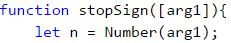 function stopSign([arg1]){
    let n = Number(arg1);